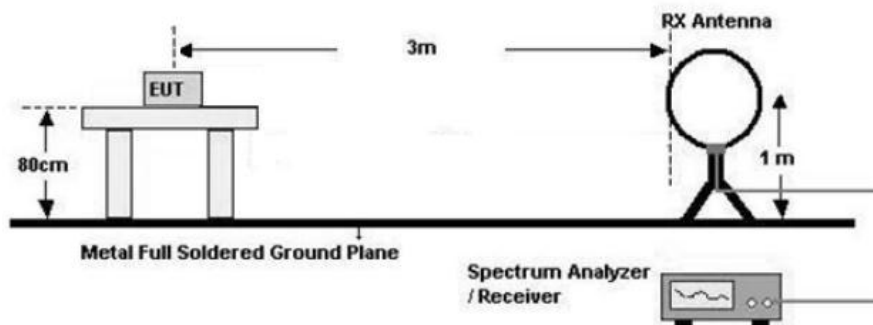 RX Antenna
3m
EUT
80cm
1 m
Metal Full Soldered Ground Plane
Spectrum Analyzer
/ Receiver